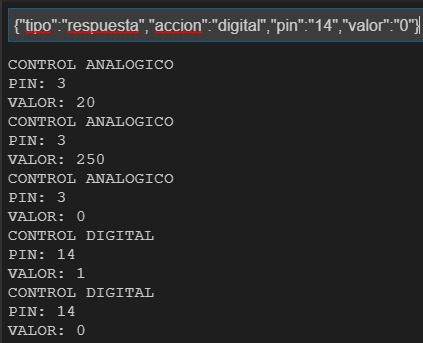 {"tipo":"respuesta","accion":"digital","pin":"14","valor":"0"}
CONTROL ANALOGICO
PIN: 3
VALOR: 20
CONTROL ANALOGICO
PIN: 3
VALOR: 250
CONTROL ANALOGICO
PIN: 3
VALOR: 0
CONTROL DIGITAL
PIN: 14
VALOR: 1
CONTROL DIGITAL
PIN: 14
VALOR: 0